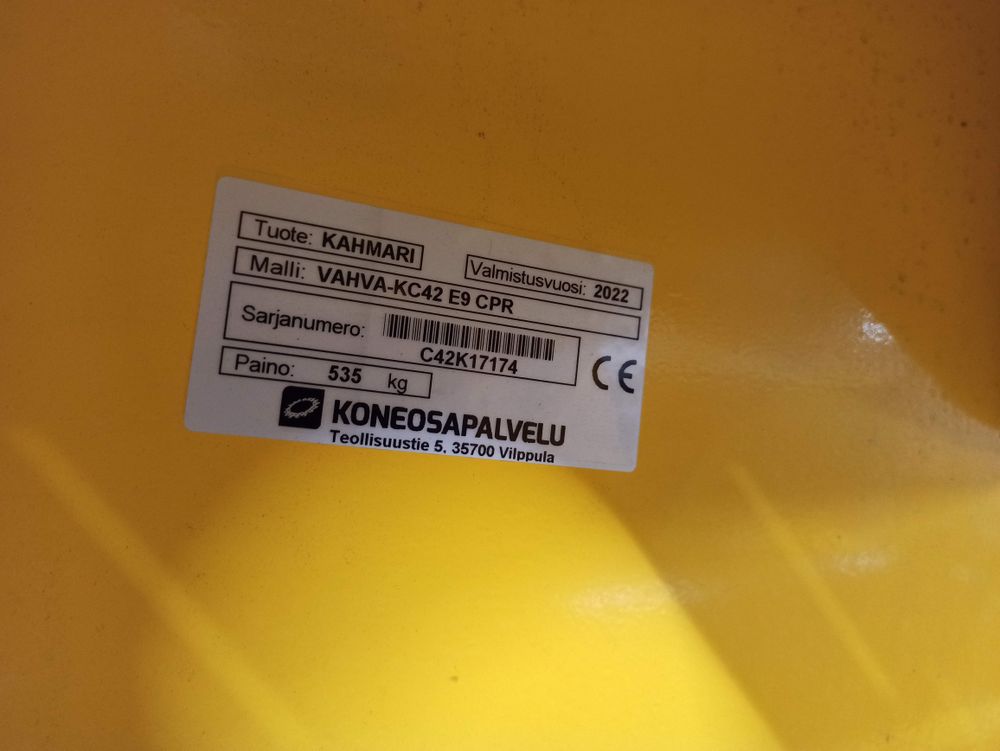 Tuote: KAHMARI
Valmistusvuosi: 2022
Malli: VAHVA-KC42 E9 CPR
Sarjanumero:
C42K17174
Paino: 535 kg
CE
KONEOSAPALVELU
Teollisuustie 5, 35700 Vilppula